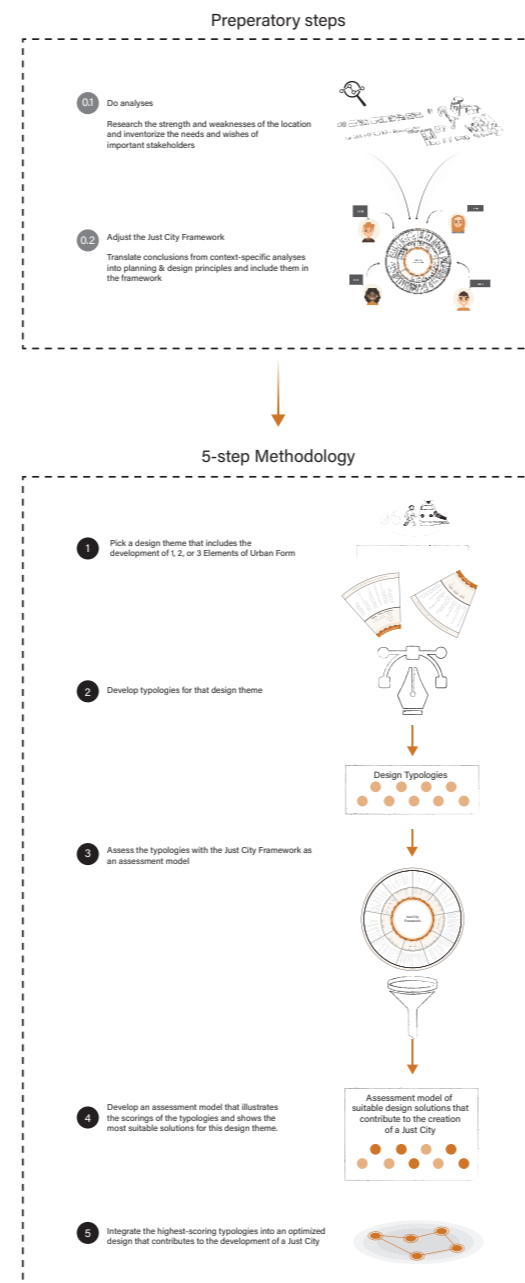 Preperatory steps
0.1
Do analyses
Research the strength and weaknesses of the location
and inventorize the needs and wishes of
important stakeholders
0.2
Adjust the Just City Framework
Translate conclusions from context-specific analyses
into planning & design principles and include them in
the framework
5-step Methodology
1
Pick a design theme that includes the
development of 1, 2, or 3 Elements of Urban Form
2
Develop typologies for that design theme
Design Typologies
3
Assess the typologies with the Just City Framework as
an assessment model
Just City
Framework
4
Develop an assessment model that illustrates
the scorings of the typologies and shows the
most suitable solutions for this design theme.
Assessment model of
suitable design solutions that
contribute to the creation
of a Just City
5
Integrate the highest-scoring typologies into an optimized
design that contributes to the development of a Just City